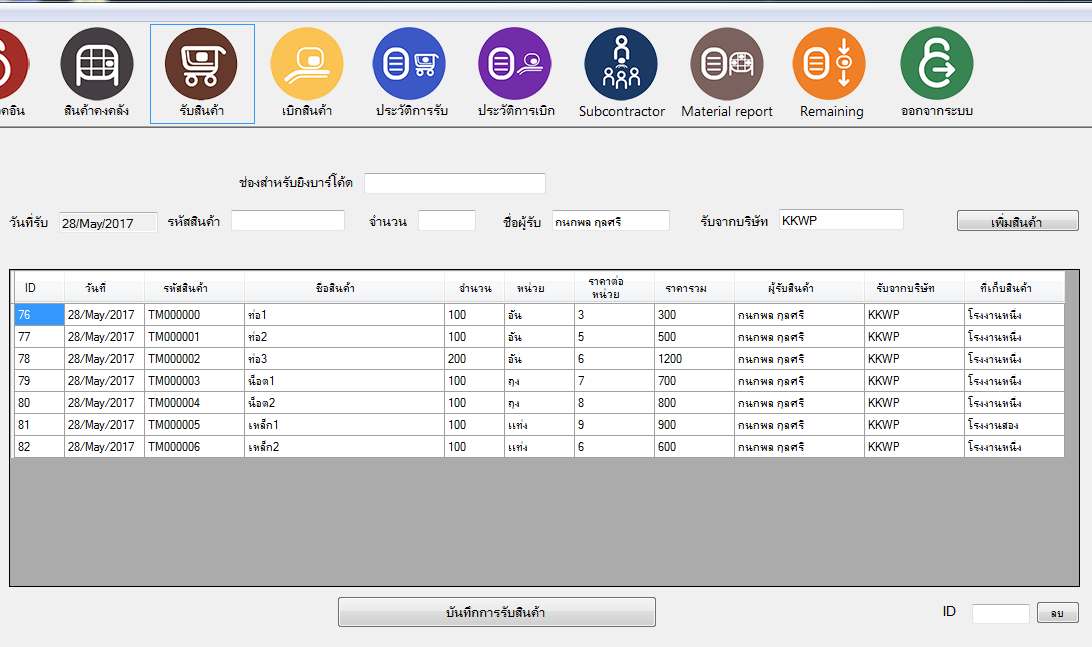 คอิน สินค้าคงคลัง รับสินค้า เบิกสินค้า ประวัติการรับ ประวัติการเบิก Subcontractor Material report Remaining ออกจากระบบ
ช่องสำหรับยิงบาร์โค้ด
วันที่รับ 28/May/2017 รหัสสินค้า จำนวน ชื่อผู้รับ กนกพล กุลศรี รับจากบริษัท KKWP เพิ่มสินค้า
ID วันที่ รหัสสินค้า ชื่อสินค้า จำนวน หน่วย ราคาต่อหน่วย ราคารวม ผู้รับสินค้า รับจากบริษัท ที่เก็บสินค้า
76 28/May/2017 TM000000 ท่อ1 100 อัน 3 300 กนกพล กุลศรี KKWP โรงงานหนึ่ง
77 28/May/2017 TM000001 ท่อ2 100 อัน 5 500 กนกพล กุลศรี KKWP โรงงานหนึ่ง
78 28/May/2017 TM000002 ท่อ3 200 อัน 6 1200 กนกพล กุลศรี KKWP โรงงานหนึ่ง
79 28/May/2017 TM000003 น็อต1 100 ถุง 7 700 กนกพล กุลศรี KKWP โรงงานหนึ่ง
80 28/May/2017 TM000004 น็อต2 100 ถุง 8 800 กนกพล กุลศรี KKWP โรงงานหนึ่ง
81 28/May/2017 TM000005 เหล็ก1 100 แท่ง 9 900 กนกพล กุลศรี KKWP โรงงานสอง
82 28/May/2017 TM000006 เหล็ก2 100 แท่ง 6 600 กนกพล กุลศรี KKWP โรงงานหนึ่ง
บันทึกการรับสินค้า ID ลบ